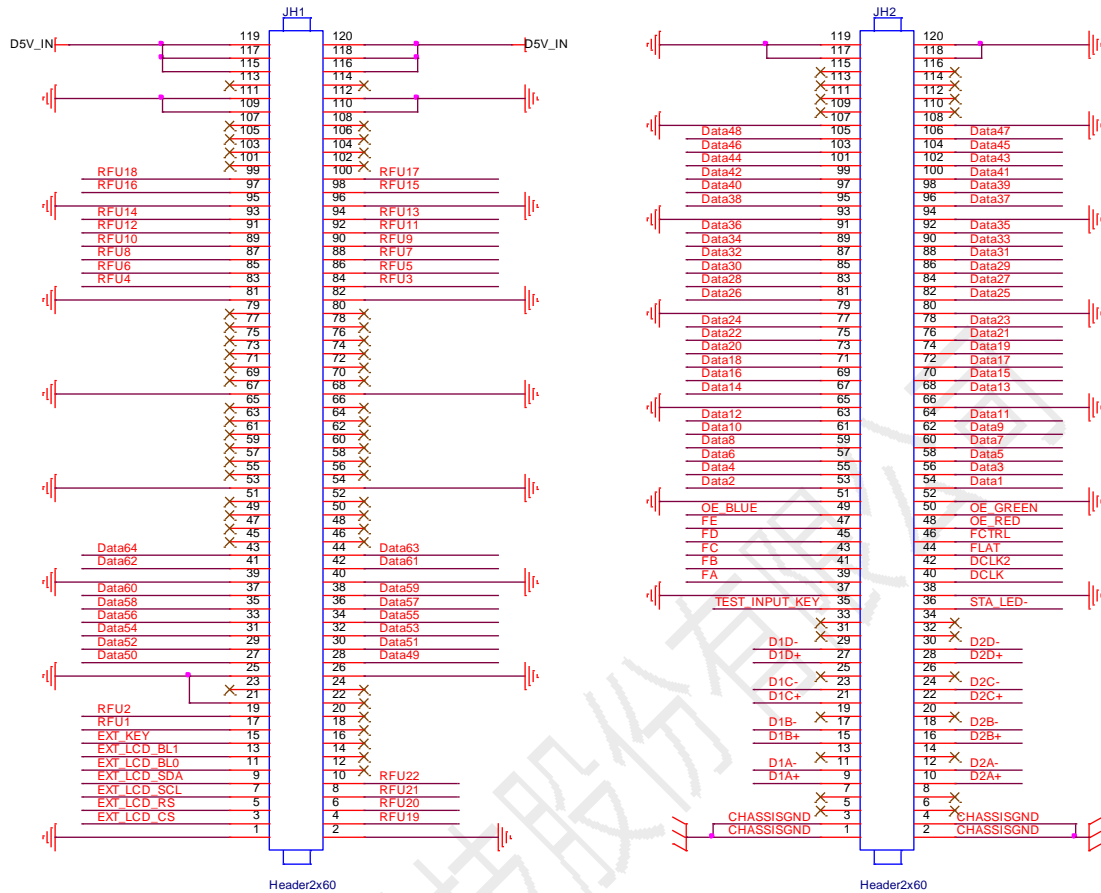 JH1
D5V_IN 119 120 D5V_IN
117 118
115 116
113 114
111 112
109 110
107 108
105 106
103 104
101 102
RFU18 99 100 RFU17
RFU16 97 98 RFU15
95 96
RFU14 93 94 RFU13
RFU12 91 92 RFU11
RFU10 89 90 RFU9
RFU8 87 88 RFU7
RFU6 85 86 RFU5
RFU4 83 84 RFU3
81 82
79 80
77 78
75 76
73 74
71 72
69 70
67 68
65 66
63 64
61 62
59 60
57 58
55 56
53 54
51 52
49 50
47 48
45 46
Data64 43 44 Data63
Data62 41 42 Data61
39 40
Data60 37 38 Data59
Data58 35 36 Data57
Data56 33 34 Data55
Data54 31 32 Data53
Data52 29 30 Data51
Data50 27 28 Data49
25 26
23 24
21 22
RFU2 19 20
RFU1 17 18
EXT_KEY 15 16
EXT_LCD_BL1 13 14
EXT_LCD_BL0 11 12
EXT_LCD_SDA 9 10 RFU22
EXT_LCD_SCL 7 8 RFU21
EXT_LCD_RS 5 6 RFU20
EXT_LCD_CS 3 4 RFU19
1 2
Header2x60
JH2
119 120
117 118
115 116
113 114
111 112
109 110
107 108
Data48 105 106 Data47
Data46 103 104 Data45
Data44 101 102 Data43
Data42 99 100 Data41
Data40 97 98 Data39
Data38 95 96 Data37
93 94
Data36 91 92 Data35
Data34 89 90 Data33
Data32 87 88 Data31
Data30 85 86 Data29
Data28 83 84 Data27
Data26 81 82 Data25
79 80
Data24 77 78 Data23
Data22 75 76 Data21
Data20 73 74 Data19
Data18 71 72 Data17
Data16 69 70 Data15
Data14 67 68 Data13
65 66
Data12 63 64 Data11
Data10 61 62 Data9
Data8 59 60 Data7
Data6 57 58 Data5
Data4 55 56 Data3
Data2 53 54 Data1
51 52
OE_BLUE 49 50 OE_GREEN
FE 47 48 OE_RED
FD 45 46 FCTRL
FC 43 44 FLAT
FB 41 42 DCLK2
FA 39 40 DCLK
37 38
TEST_INPUT_KEY 35 36 STA_LED-
33 34
31 32
D1D- 29 30 D2D-
D1D+ 27 28 D2D+
25 26
D1C- 23 24 D2C-
D1C+ 21 22 D2C+
19 20
D1B- 17 18 D2B-
D1B+ 15 16 D2B+
13 14
D1A- 11 12 D2A-
D1A+ 9 10 D2A+
7 8
5 6
CHASSISGND 3 4 CHASSISGND
CHASSISGND 1 2 CHASSISGND
Header2x60
技股份有限公司